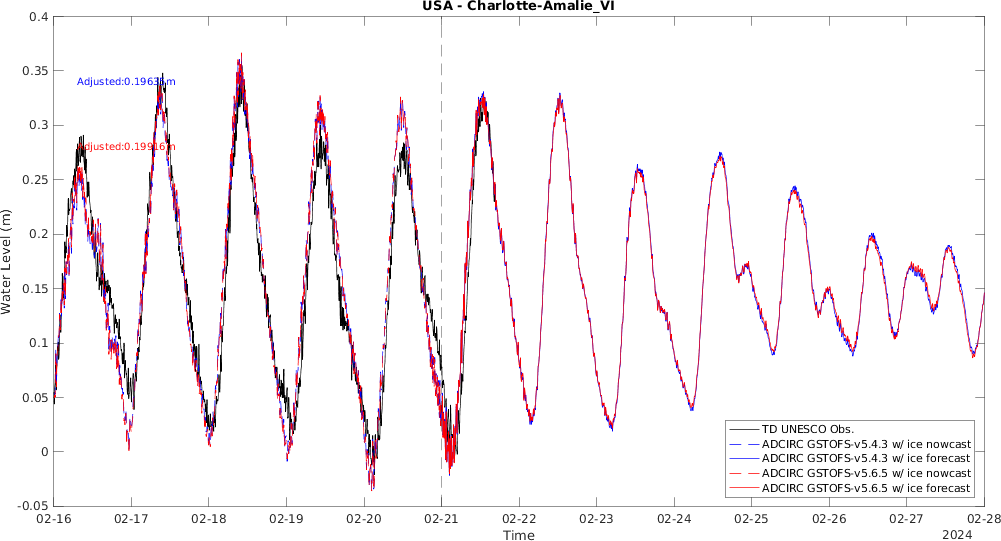 USA - Charlotte-Amalie_VI
Water Level (m)
0.4
0.35
0.3
0.25
0.2
0.15
0.1
0.05
0
-0.05
Adjusted:0.19635m
Adjusted:0.19916m
TD UNESCO Obs.
ADCIRC GSTOFS-v5.4.3 w/ ice nowcast
ADCIRC GSTOFS-v5.4.3 w/ ice forecast
ADCIRC GSTOFS-v5.6.5 w/ ice nowcast
ADCIRC GSTOFS-v5.6.5 w/ ice forecast
02-16 02-17 02-18 02-19 02-20 02-21 02-22 02-23 02-24 02-25 02-26 02-27 02-28
Time
2024